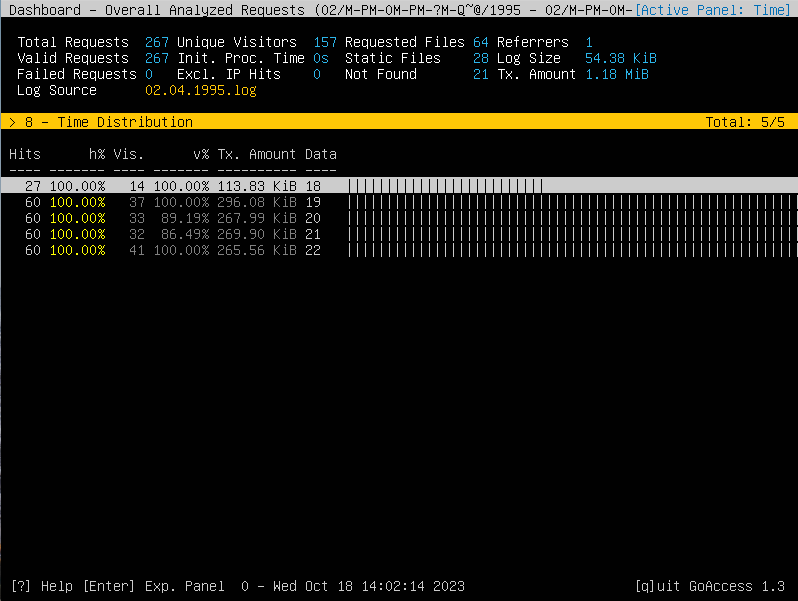 Dashboard - Overall Analyzed Requests (02/M-PM-0M-PM-?M-Q~@/1995 - 02/M-PM-0M-[Active Panel: Time]
Total Requests 267 Unique Visitors 157 Requested Files 64 Referrers 1
Valid Requests 267 Init. Proc. Time 0s Static Files 28 Log Size 54.38 KiB
Failed Requests 0 Excl. IP Hits 0 Not Found 21 Tx. Amount 1.18 MiB
Log Source 02.04.1995.log
> 8 - Time Distribution Total: 5/5
Hits h% Vis. v% Tx. Amount Data
---- ------- ---- ------- ---------- ----
27 100.00% 14 100.00% 113.83 KiB 18 |||||||||||||||||||||||||
60 100.00% 37 100.00% 296.08 KiB 19 |||||||||||||||||||||||||||||||||||||||||||||||||||||||||
60 100.00% 33 89.19% 267.99 KiB 20 |||||||||||||||||||||||||||||||||||||||||||||||||||||||||
60 100.00% 32 86.49% 269.90 KiB 21 |||||||||||||||||||||||||||||||||||||||||||||||||||||||||
60 100.00% 41 100.00% 265.56 KiB 22 |||||||||||||||||||||||||||||||||||||||||||||||||||||||||
[?] Help [Enter] Exp. Panel 0 - Wed Oct 18 14:02:14 2023 [q]uit GoAccess 1.3